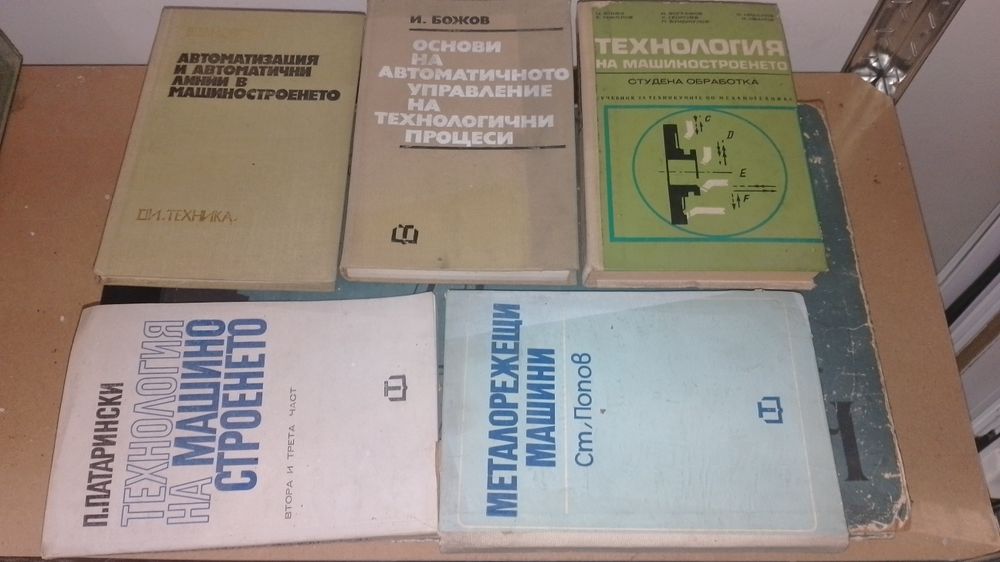 АВТОМАТИЗАЦИЯ
И АВТОМАТИЧНИ
ЛИНИИ В
МАШИНОСТРОЕНЕТО
ДИ.ТЕХНИКА
И. БОЖОВ
ОСНОВИ
НА
АВТОМАТИЧНОТО
УПРАВЛЕНИЕ
НА
ТЕХНОЛОГИЧНИ
ПРОЦЕСИ
ТЕХНОЛОГИЯ
НА МАШИНОСТРОЕНЕТО
СТУДЕНА ОБРАБОТКА
C
D
E
F
П. ПАТАРИНСКИ
ТЕХНОЛОГИЯ
НА МАШИНО
СТРОЕНЕТО
ВТОРА И ТРЕТА ЧАСТ
МЕТАЛОРЕЖЕЩИ
МАШИНИ
Ст. Попов